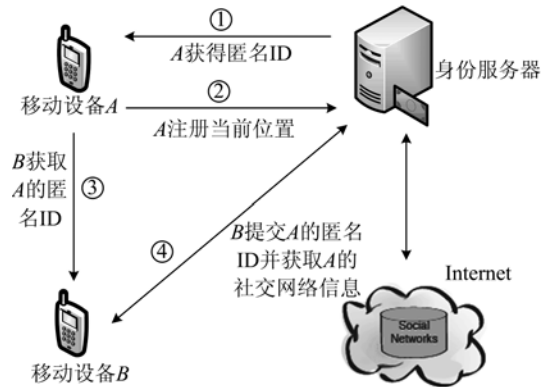 ①
A获得匿名ID
身份服务器
移动设备A
②
A注册当前位置
B获取
A的匿
名ID
③
④
B提交A的匿名
ID并获取A的
社交网络信息
Internet
Social
Networks
移动设备B